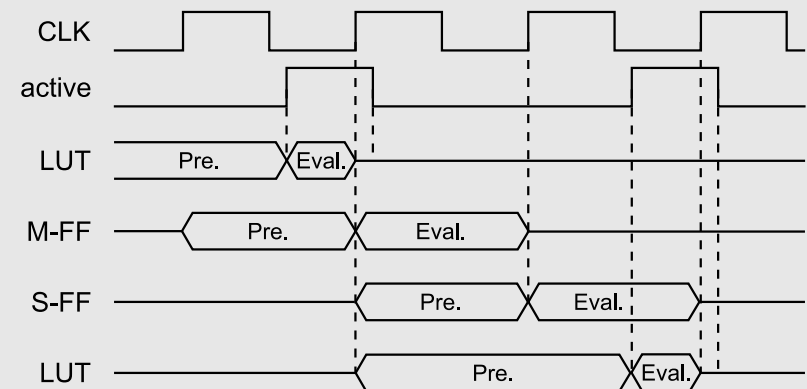 CLK
active
LUT Pre. Eval.
M-FF Pre. Eval.
S-FF Pre. Eval.
LUT Pre. Eval.